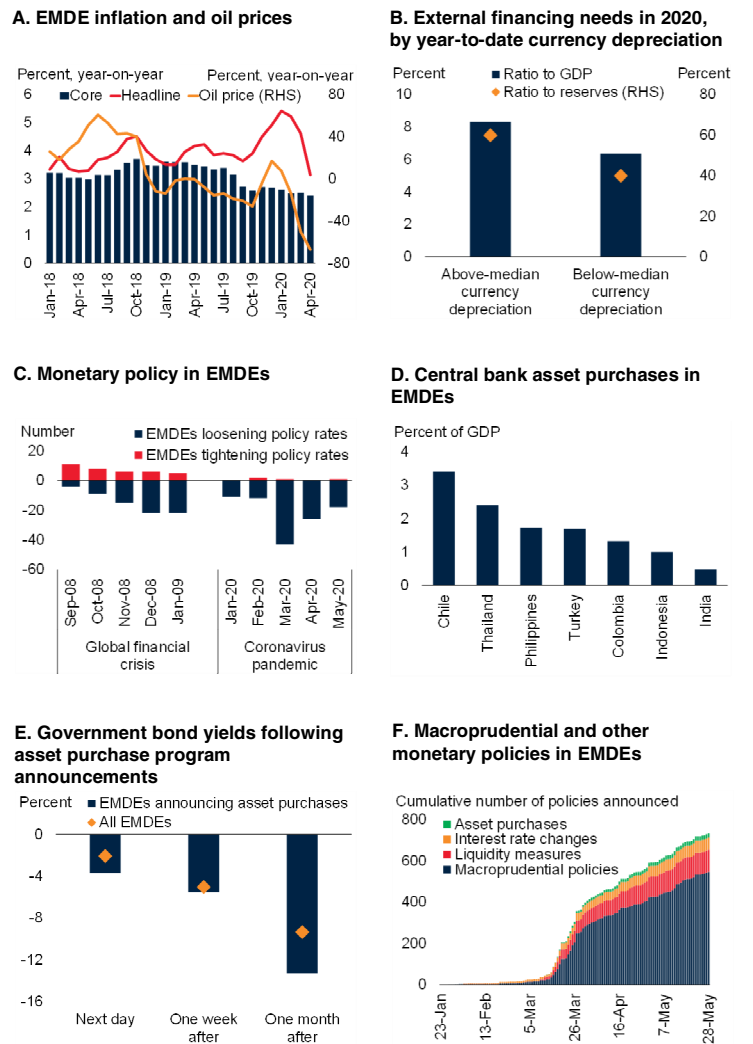 A. EMDE inflation and oil prices
Percent, year-on-year
Percent, year-on-year
Core
Headline
Oil price (RHS)
6
5
4
3
2
1
0
80
40
0
-40
-80
Jan-18
Apr-18
Jul-18
Oct-18
Jan-19
Apr-19
Jul-19
Oct-19
Jan-20
Apr-20
B. External financing needs in 2020,
by year-to-date currency depreciation
Percent
Percent
Ratio to GDP
Ratio to reserves (RHS)
10
8
6
4
2
0
80
60
40
20
0
Above-median
currency
depreciation
Below-median
currency
depreciation
C. Monetary policy in EMDEs
Number
EMDEs loosening policy rates
EMDEs tightening policy rates
20
0
-20
-40
-60
Sep-08
Oct-08
Nov-08
Dec-08
Jan-09
Jan-20
Feb-20
Mar-20
Apr-20
May-20
Global financial
crisis
Coronavirus
pandemic
D. Central bank asset purchases in
EMDEs
Percent of GDP
4
3
2
1
0
Chile
Thailand
Philippines
Turkey
Colombia
Indonesia
India
E. Government bond yields following
asset purchase program
announcements
Percent
EMDEs announcing asset purchases
All EMDEs
0
-4
-8
-12
-16
Next day
One week
after
One month
after
F. Macroprudential and other
monetary policies in EMDEs
Cumulative number of policies announced
Asset purchases
Interest rate changes
Liquidity measures
Macroprudential policies
800
600
400
200
0
23-Jan
13-Feb
5-Mar
26-Mar
16-Apr
7-May
28-May